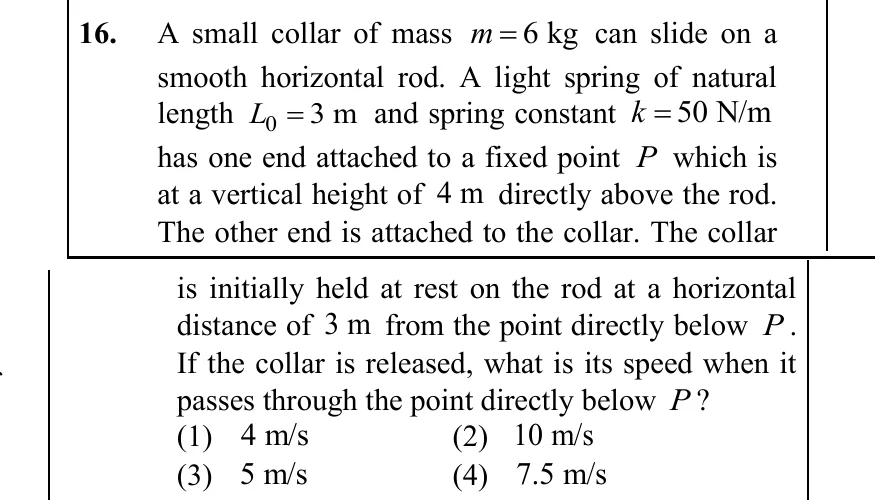 16. A small collar of mass m = 6 kg can slide on a
smooth horizontal rod. A light spring of natural
length L₀ = 3 m and spring constant k = 50 N/m
has one end attached to a fixed point P which is
at a vertical height of 4 m directly above the rod.
The other end is attached to the collar. The collar
is initially held at rest on the rod at a horizontal
distance of 3 m from the point directly below P.
If the collar is released, what is its speed when it
passes through the point directly below P?
(1) 4 m/s (2) 10 m/s
(3) 5 m/s (4) 7.5 m/s